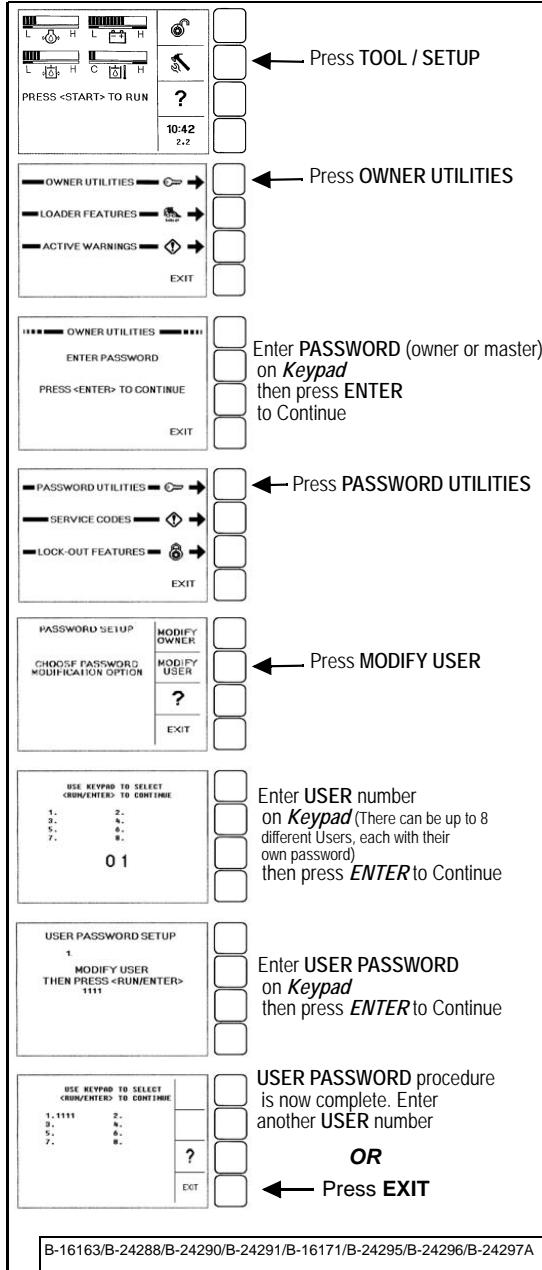 L H L H
L H C H
PRESS <START> TO RUN
?
10:42
2.2
Press TOOL / SETUP
OWNER UTILITIES
LOADER FEATURES
ACTIVE WARNINGS
EXIT
Press OWNER UTILITIES
OWNER UTILITIES
ENTER PASSWORD
PRESS <ENTER> TO CONTINUE
EXIT
Enter PASSWORD (owner or master)
on Keypad
then press ENTER
to Continue
PASSWORD UTILITIES
SERVICE CODES
LOCK-OUT FEATURES
EXIT
Press PASSWORD UTILITIES
PASSWORD SETUP
CHOOSE PASSWORD
MODIFICATION OPTION
MODIFY
OWNER
MODIFY
USER
?
EXIT
Press MODIFY USER
USE KEYPAD TO SELECT
<RUN/ENTER> TO CONTINUE
1. 2.
3. 4.
5. 6.
7. 8.
01
Enter USER number
on Keypad (There can be up to 8
different Users, each with their
own password)
then press ENTER to Continue
USER PASSWORD SETUP
1.
MODIFY USER
THEN PRESS <RUN/ENTER>
1111
Enter USER PASSWORD
on Keypad
then press ENTER to Continue
USE KEYPAD TO SELECT
<RUN/ENTER> TO CONTINUE
1.1111 2.
3. 4.
5. 6.
7. 8.
?
EXIT
USER PASSWORD procedure
is now complete. Enter
another USER number
OR
Press EXIT
B-16163/B-24288/B-24290/B-24291/B-16171/B-24295/B-24296/B-24297A